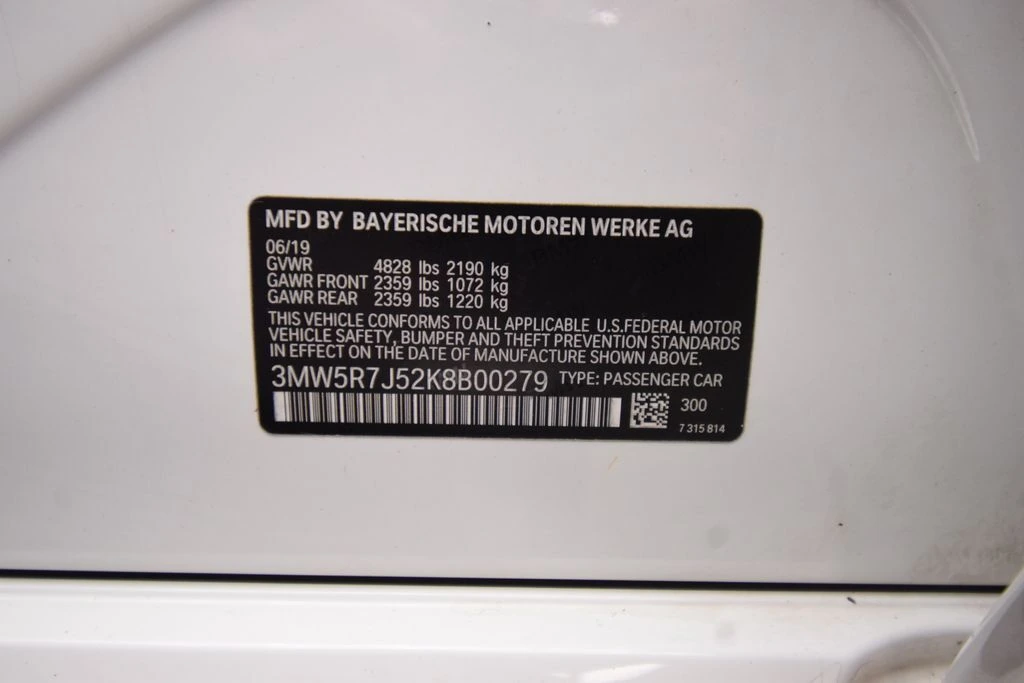 MFD BY BAYERISCHE MOTOREN WERKE AG
06/19
GVWR 4828 lbs 2190 kg
GAWR FRONT 2359 lbs 1072 kg
GAWR REAR 2359 lbs 1220 kg
THIS VEHICLE CONFORMS TO ALL APPLICABLE U.S.FEDERAL MOTOR
VEHICLE SAFETY, BUMPER AND THEFT PREVENTION STANDARDS
IN EFFECT ON THE DATE OF MANUFACTURE SHOWN ABOVE.
3MW5R7J52K8B00279 TYPE: PASSENGER CAR
300
7 315 814